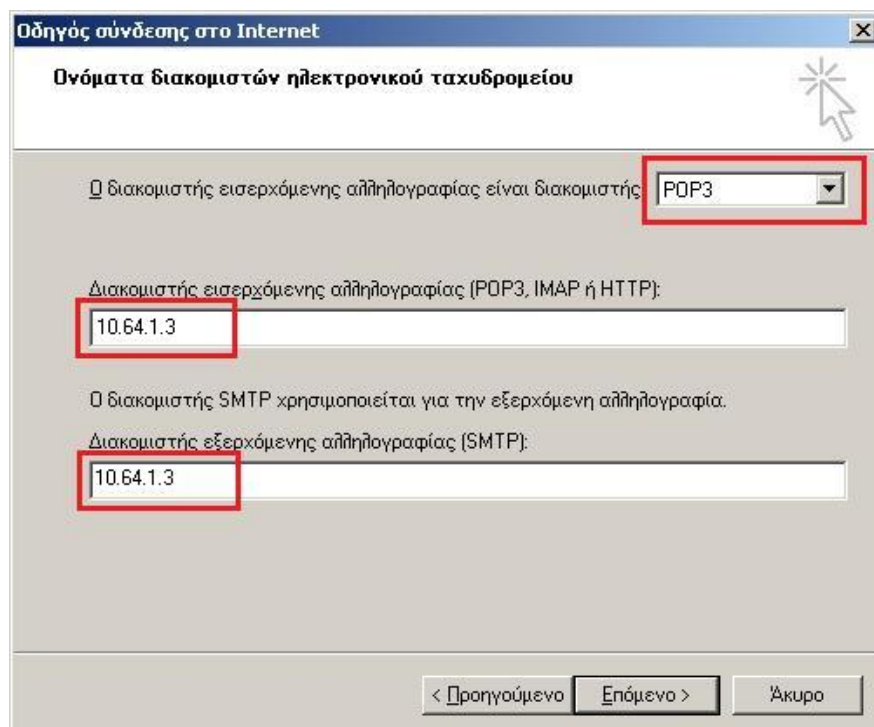 Οδηγός σύνδεσης στο Internet
Ονόματα διακομιστών ηλεκτρονικού ταχυδρομείου
Ο διακομιστής εισερχόμενης αλληλογραφίας είναι διακομιστής POP3
Διακομιστής εισερχόμενης αλληλογραφίας (POP3, IMAP ή HTTP):
10.64.1.3
Ο διακομιστής SMTP χρησιμοποιείται για την εξερχόμενη αλληλογραφία.
Διακομιστής εξερχόμενης αλληλογραφίας (SMTP):
10.64.1.3
< Προηγούμενο Επόμενο > Άκυρο